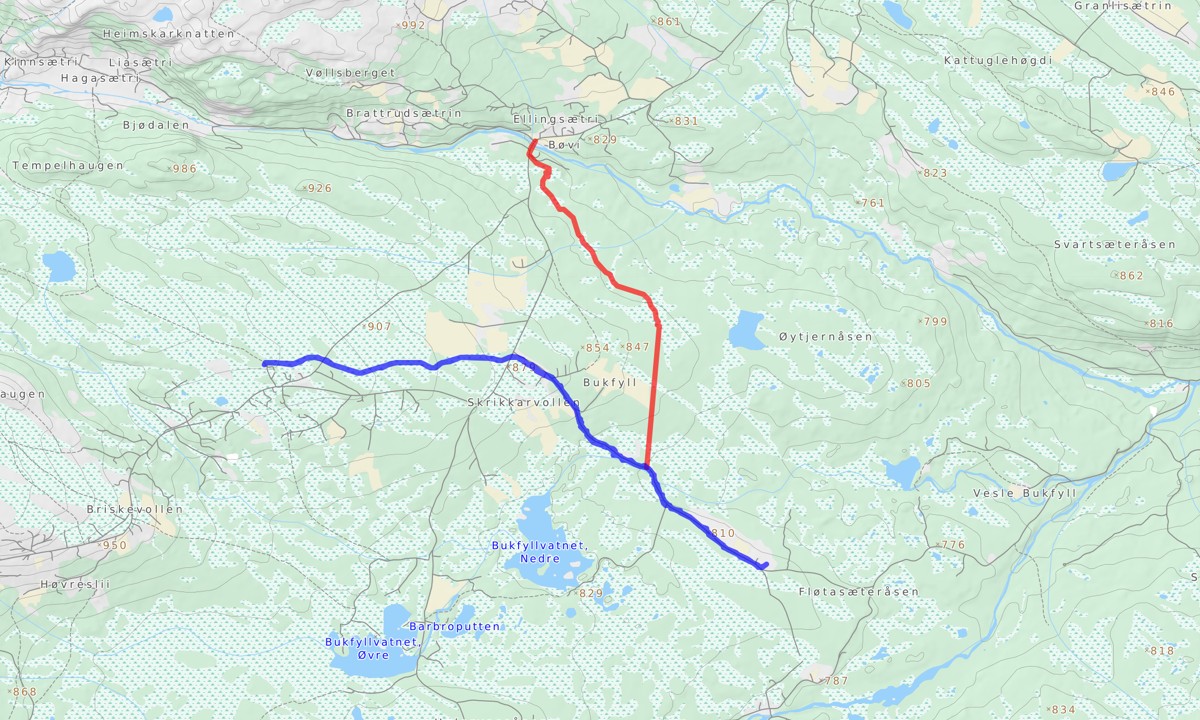 Granlisætrin
×992
×861
Heimskarknatten
Kinnsætri
Liasætri
Kattuglehøgdi
Hagasætri
Vøllsberget
×846
Brattrudsætrin
Ellingsætri
×831
Bjødalen
×829
Bøvi
Tempelhaugen
×986
×823
×926
×761
Svartsæteråsen
×862
×799
×816
×907
Øytjernåsen
×854
×847
Bukfyll
×805
augen
Skrikkarvollen
Vesle Bukfyll
Briskevollen
810
×950
Bukfyllvatnet,
Nedre
×776
S
Høvreslii
×829
Fløtasæteråsen
Barbroputten
Bukfyllvatnet,
Øvre
×818
×787
×868
×834